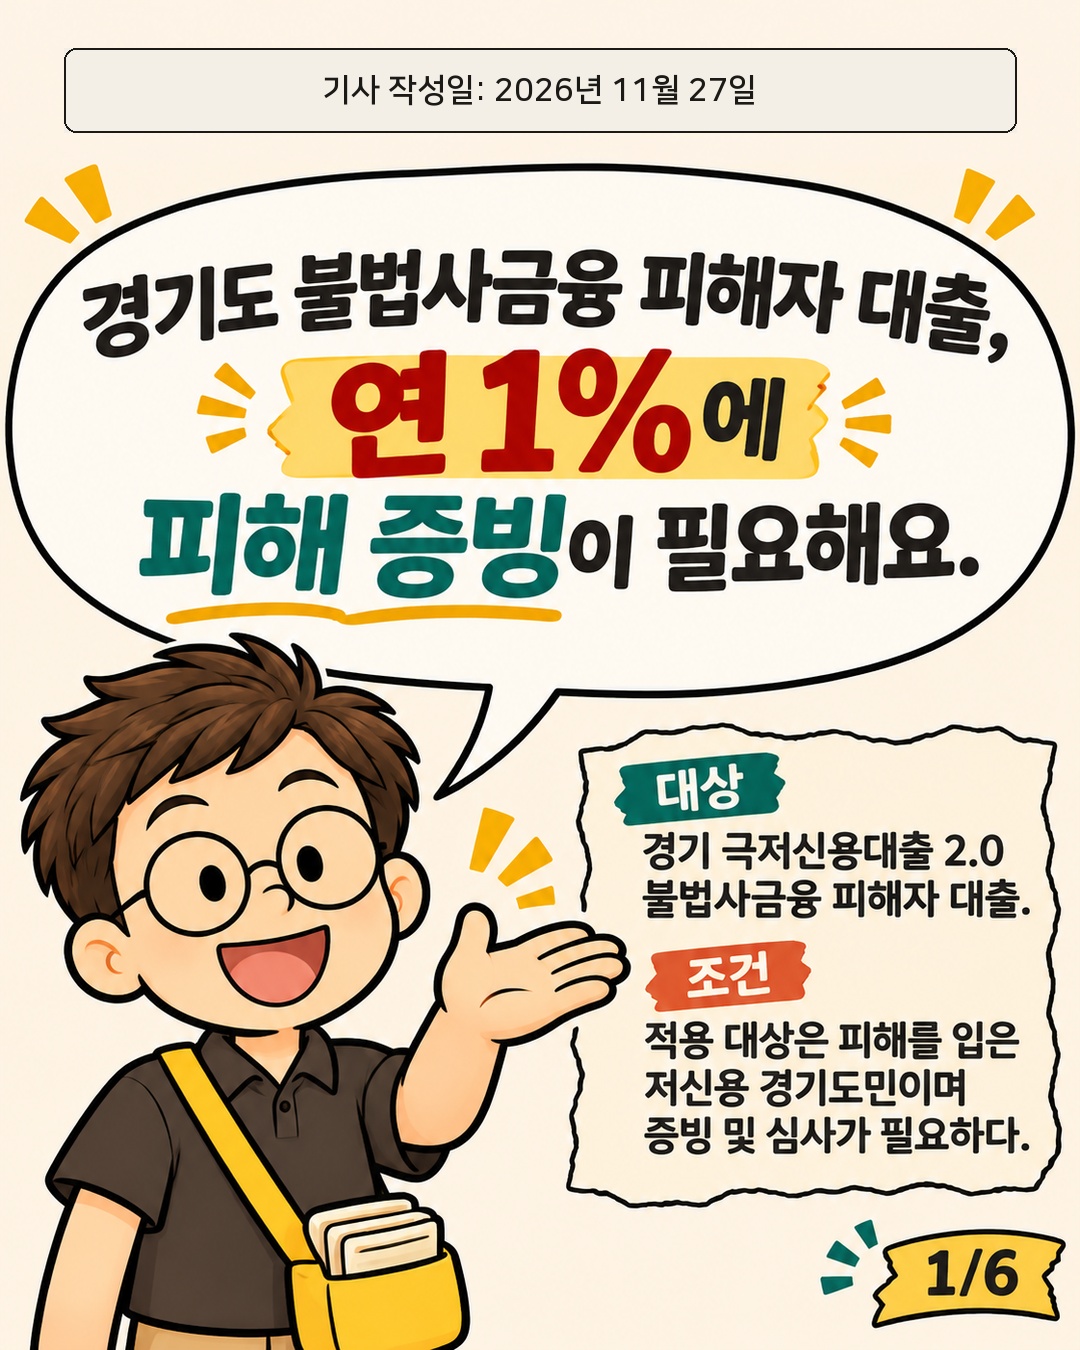 기사 작성일: 2026년 11월 27일
경기도 불법사금융 피해자 대출,
연 1%에
피해 증빙이 필요해요.
대상
경기 극저신용대출 2.0
불법사금융 피해자 대출.
조건
적용 대상은 피해를 입은
저신용 경기도민이며
증빙 및 심사가 필요하다.
1/6